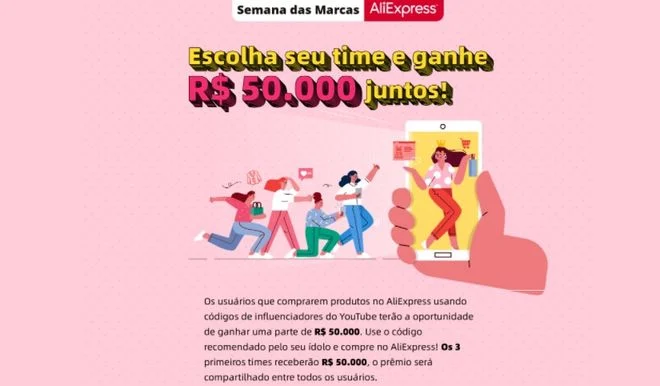 Semana das Marcas AliExpress
Escolha seu time e ganhe
R$ 50.000 juntos!
Os usuários que comprarem produtos no AliExpress usando
códigos de influenciadores do YouTube terão a oportunidade
de ganhar uma parte de R$ 50.000. Use o código
recomendado pelo seu ídolo e compre no AliExpress! Os 3
primeiros times receberão R$ 50.000, o prêmio será
compartilhado entre todos os usuários.